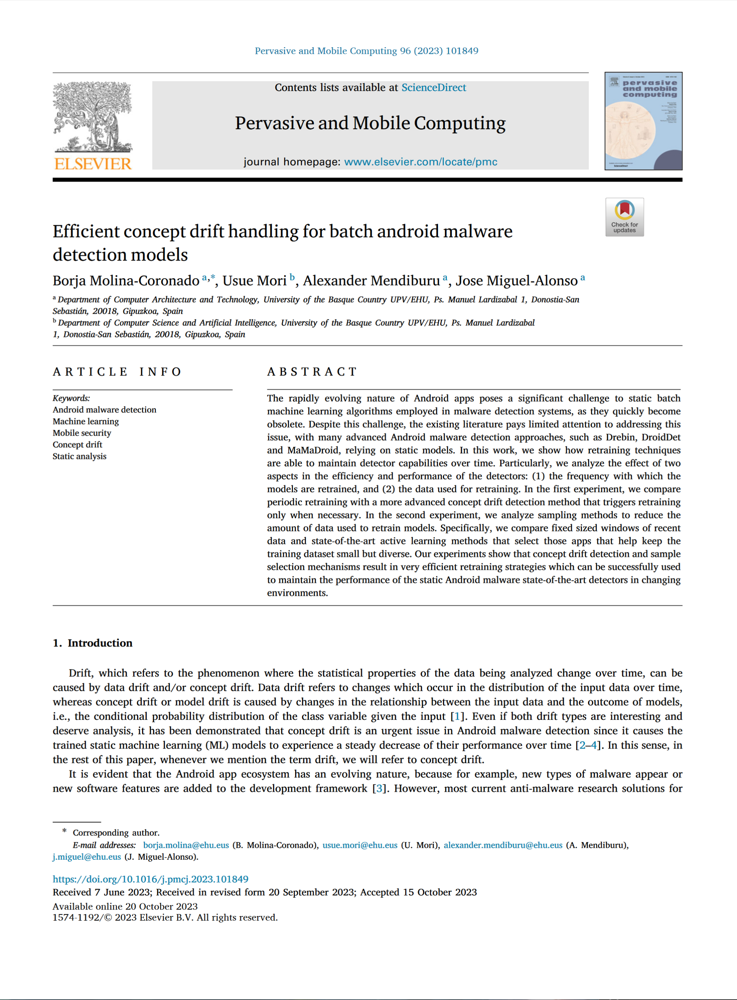 Pervasive and Mobile Computing 96 (2023) 101849
Contents lists available at ScienceDirect
Pervasive and Mobile Computing
journal homepage: www.elsevier.com/locate/pmc
ELSEVIER
pervasive
and mobile
computing
ScienceDirect
Check for
updates
Efficient concept drift handling for batch android malware
detection models
Borja Molina-Coronado a,*, Usue Mori b, Alexander Mendiburu a, Jose Miguel-Alonso a
a Department of Computer Architecture and Technology, University of the Basque Country UPV/EHU, Ps. Manuel Lardizabal 1, Donostia-San
Sebastián, 20018, Gipuzkoa, Spain
b Department of Computer Science and Artificial Intelligence, University of the Basque Country UPV/EHU, Ps. Manuel Lardizabal
1, Donostia-San Sebastián, 20018, Gipuzkoa, Spain
ARTICLE INFO
Keywords:
Android malware detection
Machine learning
Mobile security
Concept drift
Static analysis
ABSTRACT
The rapidly evolving nature of Android apps poses a significant challenge to static batch
machine learning algorithms employed in malware detection systems, as they quickly become
obsolete. Despite this challenge, the existing literature pays limited attention to addressing this
issue, with many advanced Android malware detection approaches, such as Drebin, DroidDet
and MaMaDroid, relying on static models. In this work, we show how retraining techniques
are able to maintain detector capabilities over time. Particularly, we analyze the effect of two
aspects in the efficiency and performance of the detectors: (1) the frequency with which the
models are retrained, and (2) the data used for retraining. In the first experiment, we compare
periodic retraining with a more advanced concept drift detection method that triggers retraining
only when necessary. In the second experiment, we analyze sampling methods to reduce the
amount of data used to retrain models. Specifically, we compare fixed sized windows of recent
data and state-of-the-art active learning methods that select those apps that help keep the
training dataset small but diverse. Our experiments show that concept drift detection and sample
selection mechanisms result in very efficient retraining strategies which can be successfully used
to maintain the performance of the static Android malware state-of-the-art detectors in changing
environments.
1. Introduction
Drift, which refers to the phenomenon where the statistical properties of the data being analyzed change over time, can be
caused by data drift and/or concept drift. Data drift refers to changes which occur in the distribution of the input data over time,
whereas concept drift or model drift is caused by changes in the relationship between the input data and the outcome of models,
i.e., the conditional probability distribution of the class variable given the input [1]. Even if both drift types are interesting and
deserve analysis, it has been demonstrated that concept drift is an urgent issue in Android malware detection since it causes the
trained static machine learning (ML) models to experience a steady decrease of their performance over time [2–4]. In this sense, in
the rest of this paper, whenever we mention the term drift, we will refer to concept drift.
It is evident that the Android app ecosystem has an evolving nature, because for example, new types of malware appear or
new software features are added to the development framework [3]. However, most current anti-malware research solutions for
* Corresponding author.
E-mail addresses: borja.molina@ehu.eus (B. Molina-Coronado), usue.mori@ehu.eus (U. Mori), alexander.mendiburu@ehu.eus (A. Mendiburu),
j.miguel@ehu.eus (J. Miguel-Alonso).
https://doi.org/10.1016/j.pmcj.2023.101849
Received 7 June 2023; Received in revised form 20 September 2023; Accepted 15 October 2023
Available online 20 October 2023
1574-1192/© 2023 Elsevier B.V. All rights reserved.